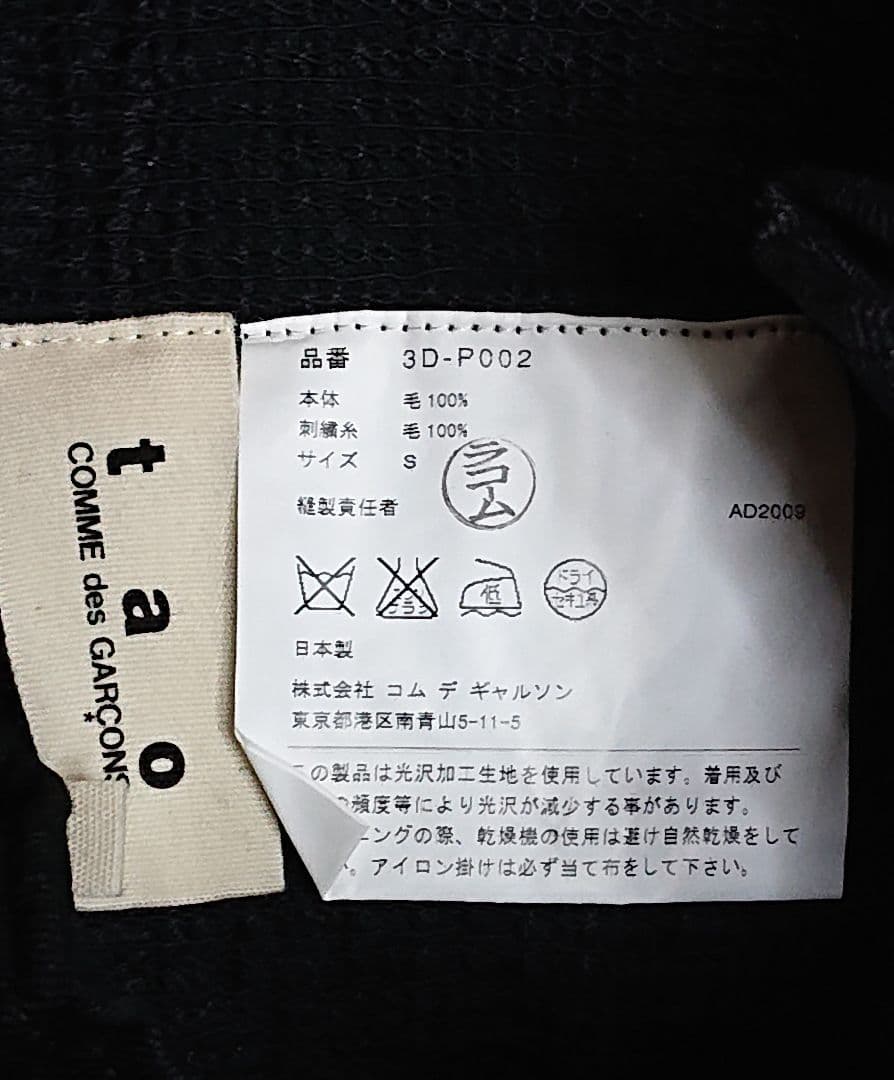 tao
COMME des GARÇONS
*
品番 3D-P002
本体 毛 100%
刺繍糸 毛 100%
サイズ S
ラコム
縫製責任者
AD2009
低
ドライ
セキユ系
日本製
株式会社 コム デ ギャルソン
東京都港区南青山5-11-5
の製品は光沢加工生地を使用しています。着用及び
頻度等により光沢が減少する事があります。
ニングの際、乾燥機の使用は避け自然乾燥をして
。アイロン掛けは必ず当て布をして下さい。